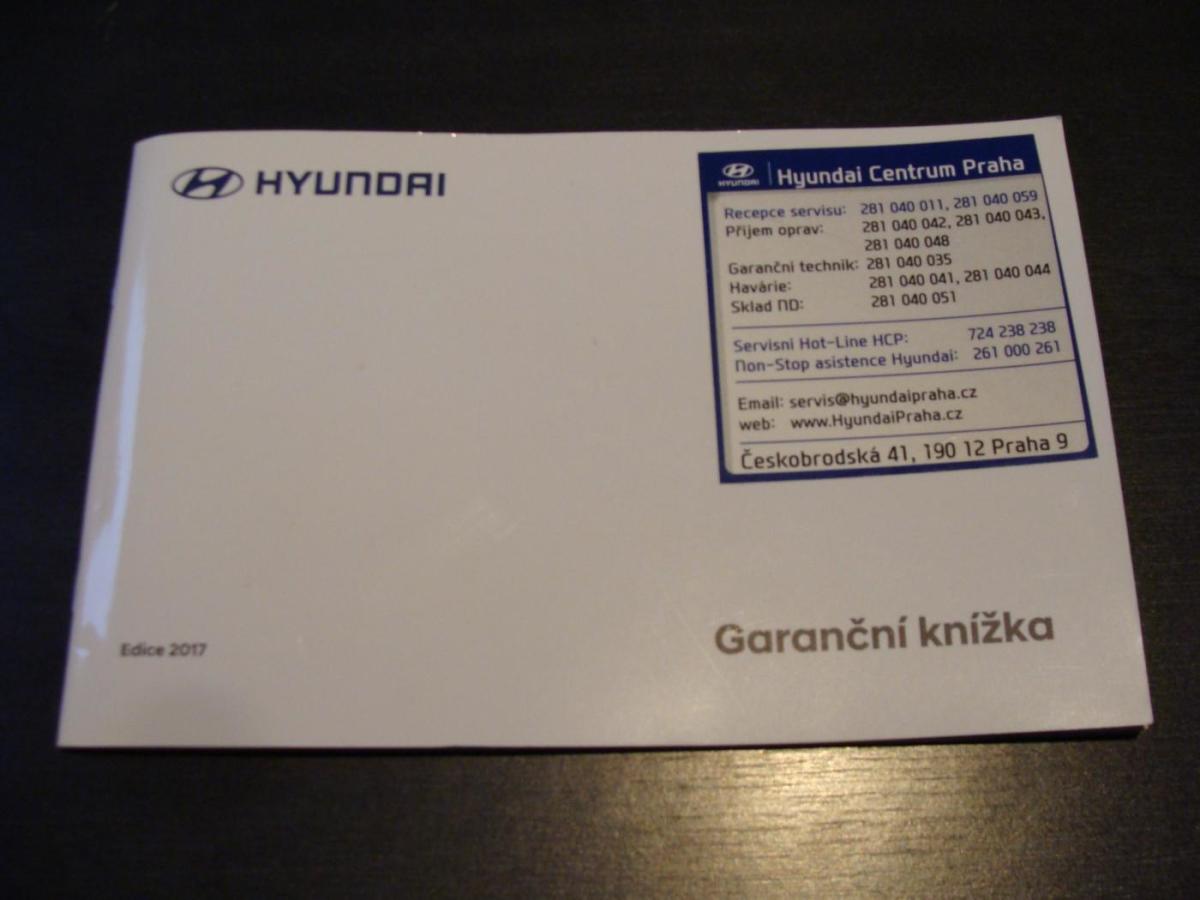 HYUNDAI
HYUNDAI Hyundai Centrum Praha
Recepce servisu: 281 040 011, 281 040 059
Příjem oprav: 281 040 042, 281 040 043,
281 040 048
Garanční technik: 281 040 035
Havárie: 281 040 041, 281 040 044
Sklad ND: 281 040 051
Servisní Hot-Line HCP: 724 238 238
Non-Stop asistence Hyundai: 261 000 261
Email: servis@hyundaipraha.cz
web: www.HyundaiPraha.cz
Českobrodská 41, 190 12 Praha 9
Garanční knížka
Edice 2017